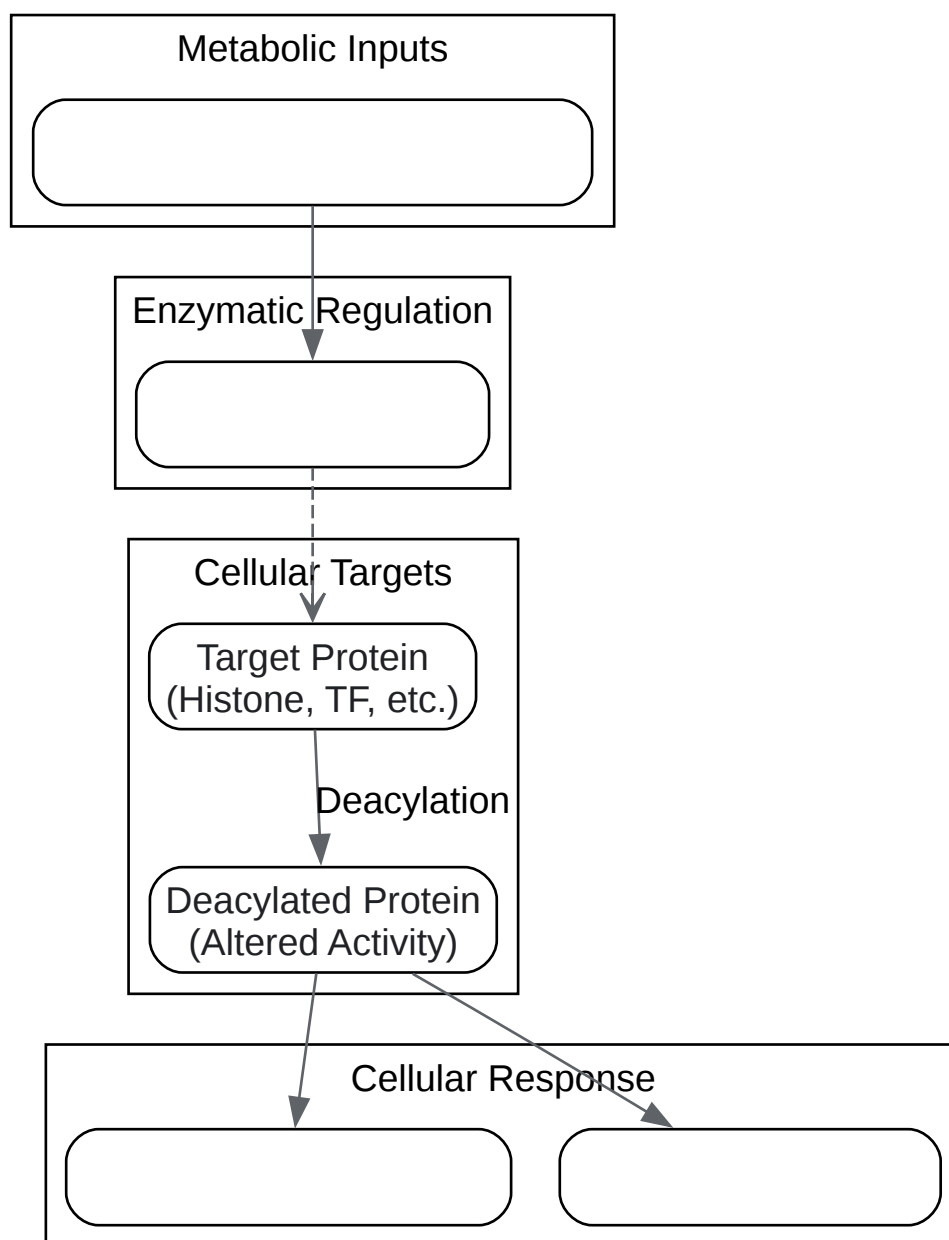 Metabolic Inputs
Enzymatic Regulation
Cellular Targets
Target Protein
(Histone, TF, etc.)
Deacylation
Deacylated Protein
(Altered Activity)
Cellular Response